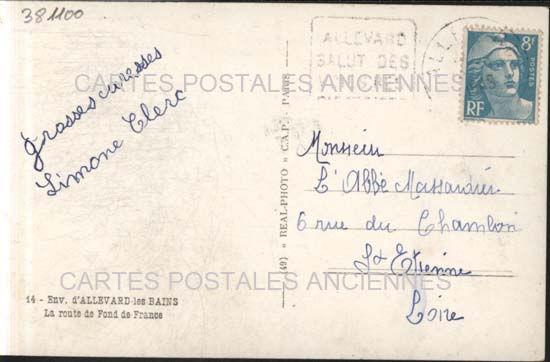 381100
ALLEVARD
SALUT DES
8F
RF
Grosses caresses
Simone Clerc
(49) « REAL-PHOTO » C.A.P. - PARIS
Monsieur
L'Abbé Massardier
6 rue du Chambon
St Etienne
Loire
CARTES POSTALES ANCIENNES
CARTES POSTALES ANCIENNES
14 - Env. d'ALLEVARD-les BAINS
La route de Fond de France